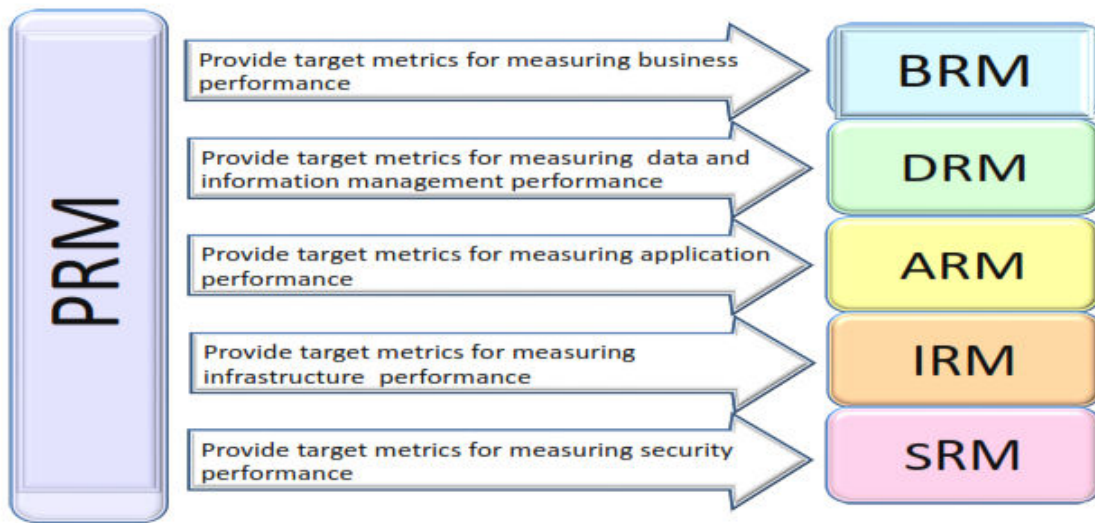 PRM
Provide target metrics for measuring business
performance
BRM
Provide target metrics for measuring data and
information management performance
DRM
Provide target metrics for measuring application
performance
ARM
Provide target metrics for measuring
infrastructure performance
IRM
Provide target metrics for measuring security
performance
sRM